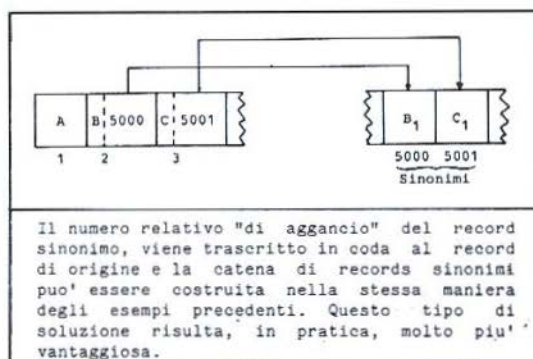 A B 5000 C 5001 B1 C1
1 2 3 5000 5001
Sinonimi
Il numero relativo "di aggancio" del record
sinonimo, viene trascritto in coda al record
di origine e la catena di records sinonimi
puo' essere costruita nella stessa maniera
degli esempi precedenti. Questo tipo di
soluzione risulta, in pratica, molto piu'
vantaggiosa.